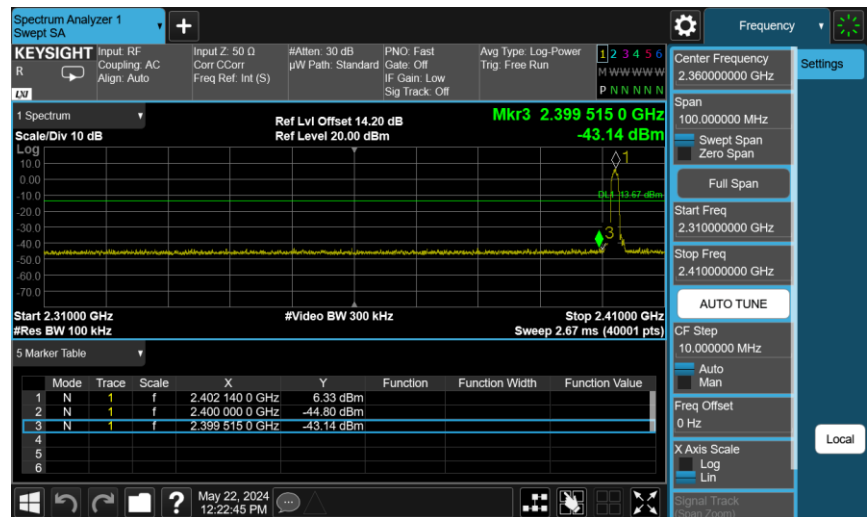 Spectrum Analyzer 1
Swept SA
Frequency
KEYSIGHT
R
LXI
Input: RF
Coupling: AC
Align: Auto
Input Z: 50 Ω
Corr CCorr
Freq Ref: Int (S)
#Atten: 30 dB
µW Path: Standard
PNO: Fast
Gate: Off
IF Gain: Low
Sig Track: Off
Avg Type: Log-Power
Trig: Free Run
1 2 3 4 5 6
M W W W W W
P N N N N N
1 Spectrum
Scale/Div 10 dB
Ref Lvl Offset 14.20 dB
Ref Level 20.00 dBm
Mkr3 2.399 515 0 GHz
-43.14 dBm
Log
10.0
0.00
-10.0
-20.0
-30.0
-40.0
-50.0
-60.0
-70.0
1
DL1 -13.67 dBm
3
Start 2.31000 GHz
#Res BW 100 kHz
#Video BW 300 kHz
Stop 2.41000 GHz
Sweep 2.67 ms (40001 pts)
5 Marker Table
Mode Trace Scale X Y Function Function Width Function Value
1 N 1 f 2.402 140 0 GHz 6.33 dBm
2 N 1 f 2.400 000 0 GHz -44.80 dBm
3 N 1 f 2.399 515 0 GHz -43.14 dBm
4
5
6
May 22, 2024
12:22:45 PM
Center Frequency
2.360000000 GHz
Span
100.000000 MHz
Swept Span
Zero Span
Full Span
Start Freq
2.310000000 GHz
Stop Freq
2.410000000 GHz
AUTO TUNE
CF Step
10.000000 MHz
Auto
Man
Freq Offset
0 Hz
X Axis Scale
Log
Lin
Signal Track
(Span Zoom)
Settings
Local